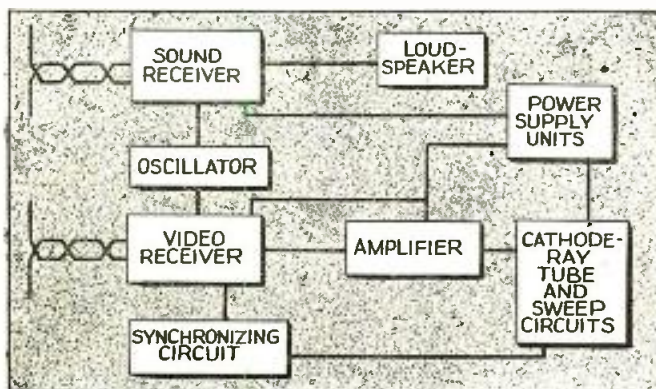 SOUND
RECEIVER
LOUD-
SPEAKER
POWER
SUPPLY
UNITS
OSCILLATOR
VIDEO
RECEIVER
AMPLIFIER
CATHODE-
RAY
TUBE
AND
SWEEP
CIRCUITS
SYNCHRONIZING
CIRCUIT